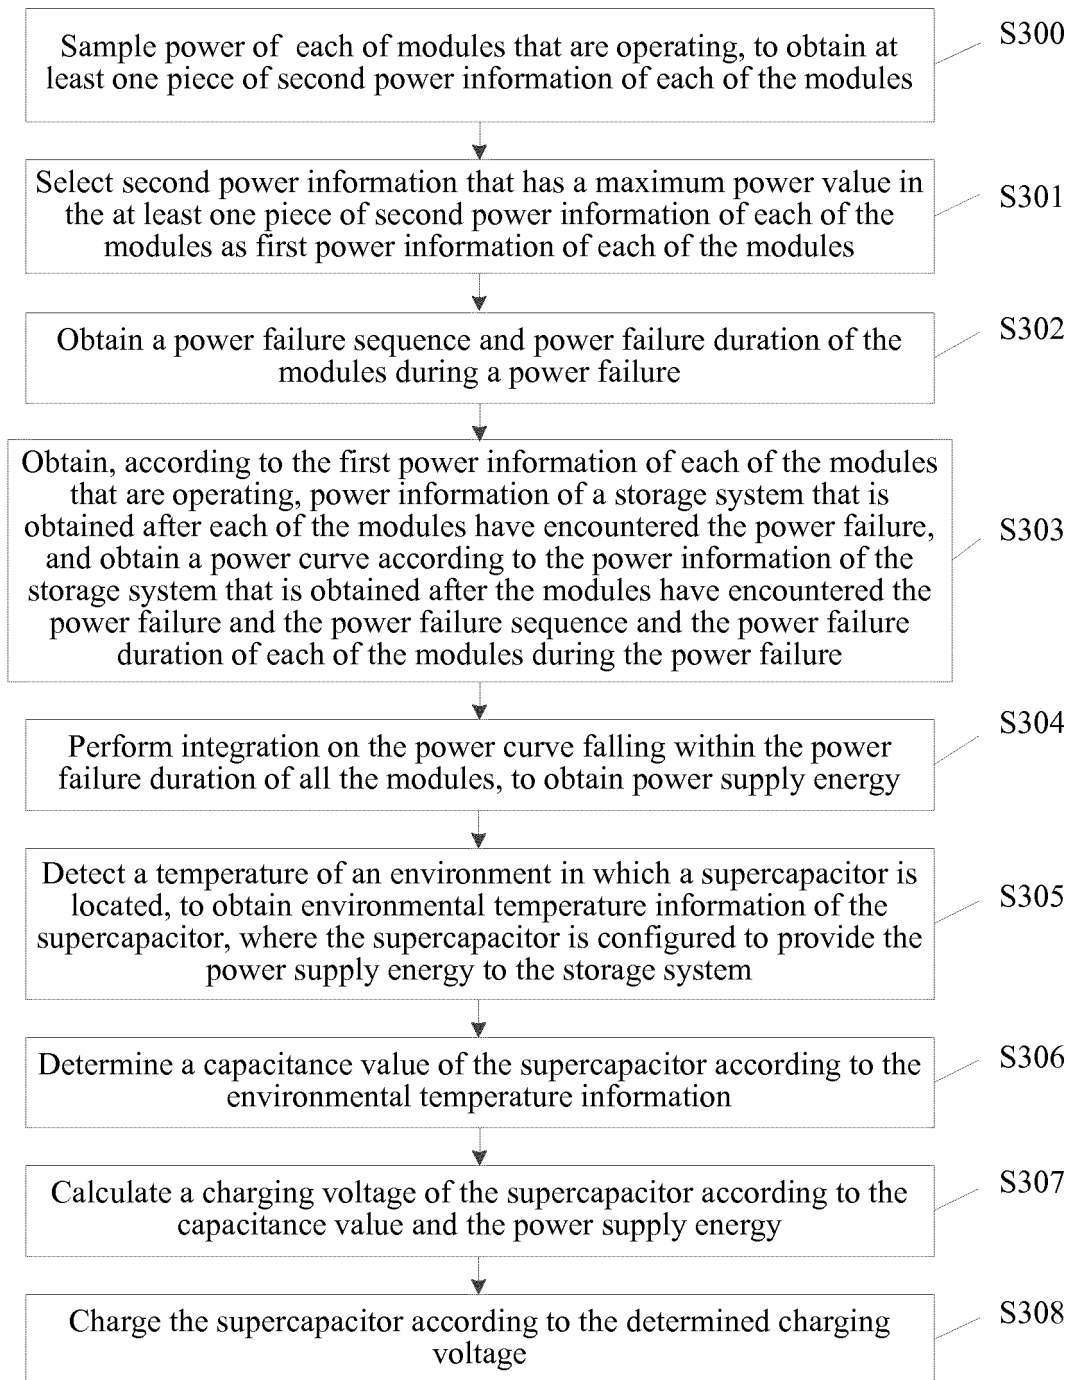 Sample power of each of modules that are operating, to obtain at
least one piece of second power information of each of the modules
S300
Select second power information that has a maximum power value in
the at least one piece of second power information of each of the
modules as first power information of each of the modules
S301
Obtain a power failure sequence and power failure duration of the
modules during a power failure
S302
Obtain, according to the first power information of each of the modules
that are operating, power information of a storage system that is
obtained after each of the modules have encountered the power failure,
and obtain a power curve according to the power information of the
storage system that is obtained after the modules have encountered the
power failure and the power failure sequence and the power failure
duration of each of the modules during the power failure
S303
Perform integration on the power curve falling within the power
failure duration of all the modules, to obtain power supply energy
S304
Detect a temperature of an environment in which a supercapacitor is
located, to obtain environmental temperature information of the
supercapacitor, where the supercapacitor is configured to provide the
power supply energy to the storage system
S305
Determine a capacitance value of the supercapacitor according to the
environmental temperature information
S306
Calculate a charging voltage of the supercapacitor according to the
capacitance value and the power supply energy
S307
Charge the supercapacitor according to the determined charging
voltage
S308